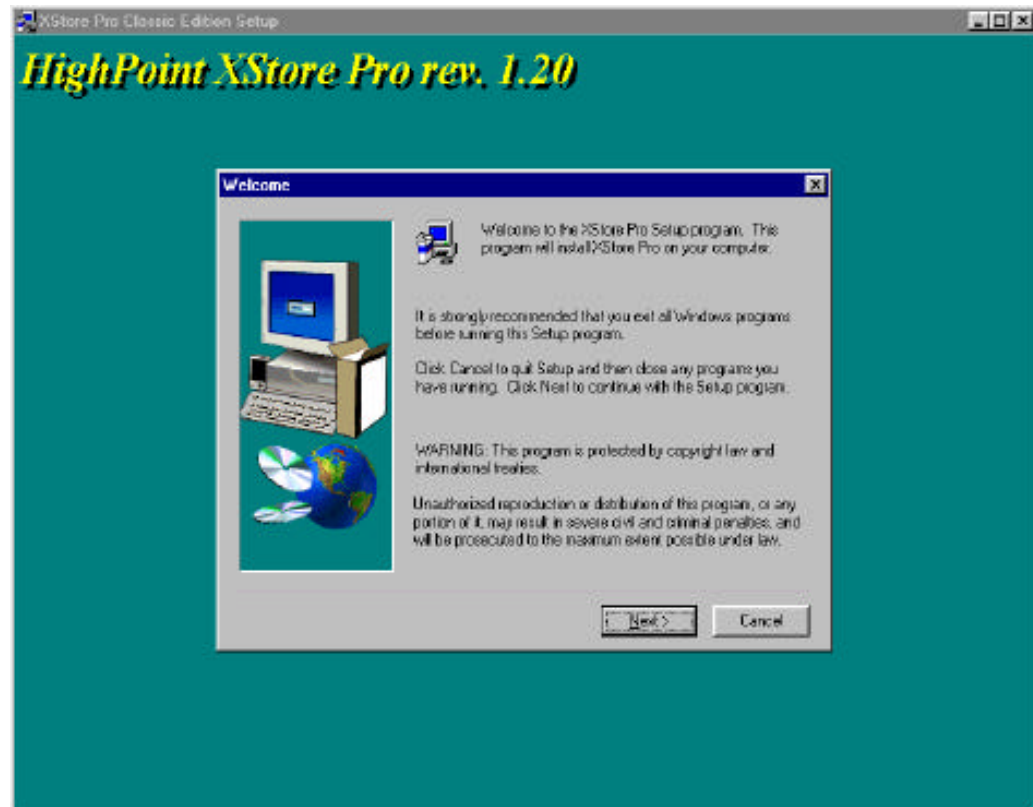 XStore Pro Classic Edition Setup
HighPoint XStore Pro rev. 1.20
Welcome
Welcome to the XStore Pro Setup program. This
program will install XStore Pro on your computer.
It is strongly recommended that you exit all Windows programs
before running this Setup program.
Click Cancel to quit Setup and then close any programs you
have running. Click Next to continue with the Setup program.
WARNING: This program is protected by copyright law and
international treaties.
Unauthorized reproduction or distribution of this program, or any
portion of it, may result in severe civil and criminal penalties, and
will be prosecuted to the maximum extent possible under law.
Next >
Cancel